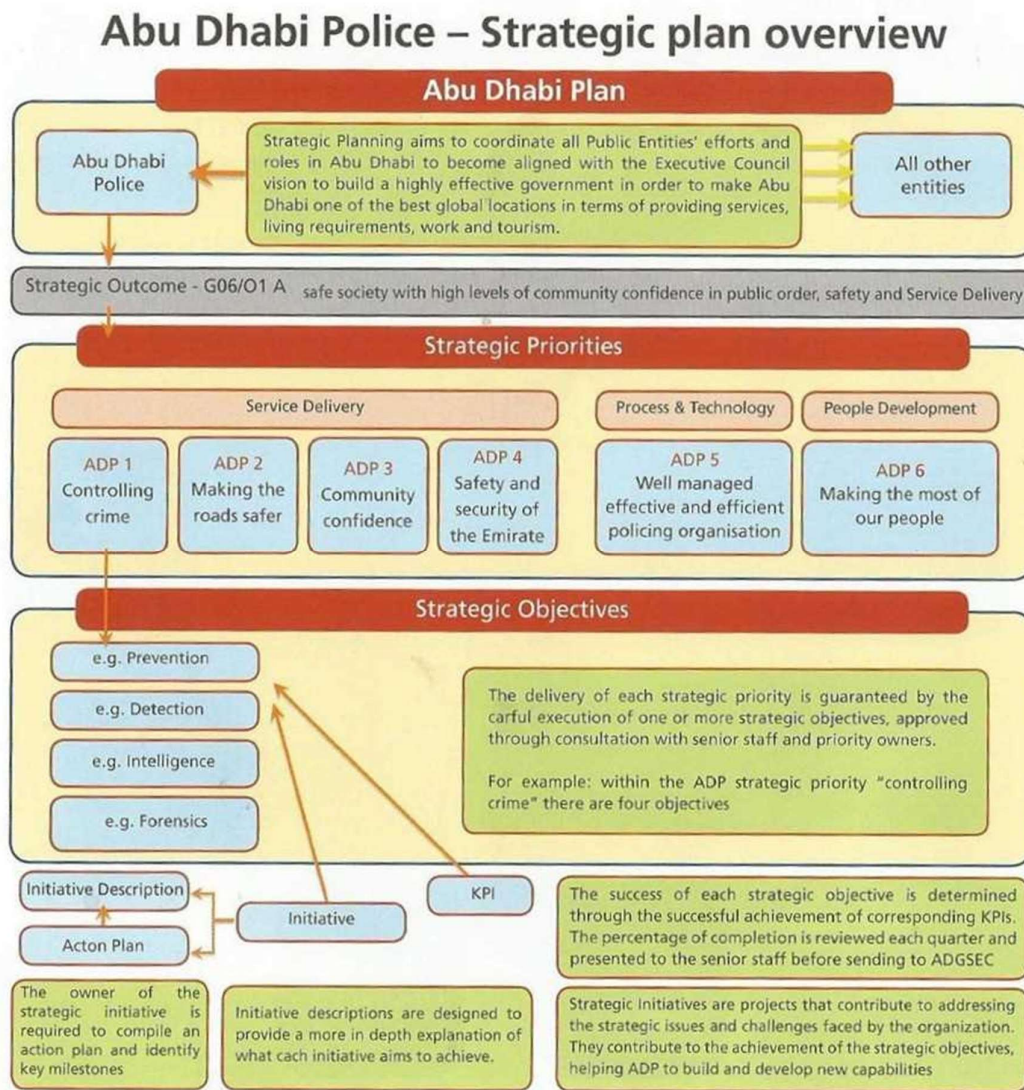 Abu Dhabi Police – Strategic plan overview
Abu Dhabi Plan
Abu Dhabi
Police
Strategic Planning aims to coordinate all Public Entities' efforts and
roles in Abu Dhabi to become aligned with the Executive Council
vision to build a highly effective government in order to make Abu
Dhabi one of the best global locations in terms of providing services,
living requirements, work and tourism.
All other
entities
Strategic Outcome - G06/O1 A safe society with high levels of community confidence in public order, safety and Service Delivery
Strategic Priorities
Service Delivery
Process & Technology
People Development
ADP 1
Controlling
crime
ADP 2
Making the
roads safer
ADP 3
Community
confidence
ADP 4
Safety and
security of
the Emirate
ADP 5
Well managed
effective and efficient
policing organisation
ADP 6
Making the most of
our people
Strategic Objectives
e.g. Prevention
e.g. Detection
e.g. Intelligence
e.g. Forensics
The delivery of each strategic priority is guaranteed by the
carful execution of one or more strategic objectives, approved
through consultation with senior staff and priority owners.
For example: within the ADP strategic priority "controlling
crime" there are four objectives
Initiative Description
Acton Plan
Initiative
KPI
The success of each strategic objective is determined
through the successful achievement of corresponding KPIs.
The percentage of completion is reviewed each quarter and
presented to the senior staff before sending to ADGSEC
The owner of the
strategic initiative is
required to compile an
action plan and identify
key milestones
Initiative descriptions are designed to
provide a more in depth explanation of
what cach initiative aims to achieve.
Strategic Initiatives are projects that contribute to addressing
the strategic issues and challenges faced by the organization.
They contribute to the achievement of the strategic objectives,
helping ADP to build and develop new capabilities